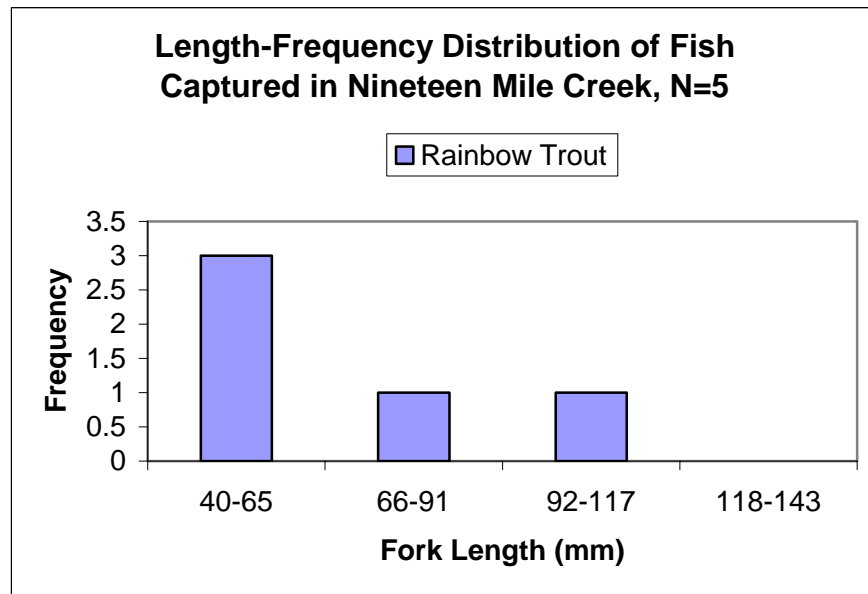 Length-Frequency Distribution of Fish
Captured in Nineteen Mile Creek, N=5
Rainbow Trout
3.5
3
2.5
2
1.5
1
0.5
0
Frequency
40-65 66-91 92-117 118-143
Fork Length (mm)